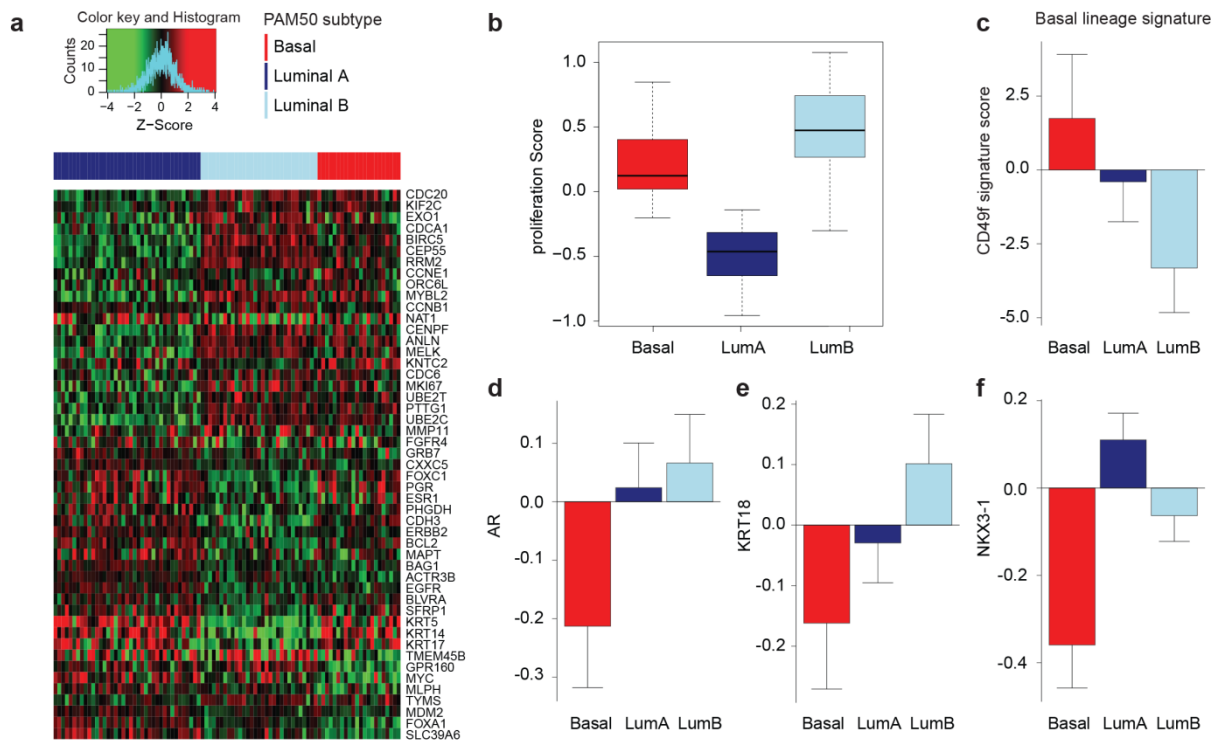 a
Color key and Histogram
Counts
20
10
0
−4 −2 0 2 4
Z−Score
PAM50 subtype
Basal
Luminal A
Luminal B
CDC20
KIF2C
EXO1
CDCA1
BIRC5
CEP55
RRM2
CCNE1
ORC6L
MYBL2
CCNB1
NAT1
CENPF
ANLN
MELK
KNTC2
CDC6
MKI67
UBE2T
PTTG1
UBE2C
MMP11
FGFR4
GRB7
CXXC5
FOXC1
PGR
ESR1
PHGDH
CDH3
ERBB2
BCL2
MAPT
BAG1
ACTR3B
EGFR
BLVRA
SFRP1
KRT5
KRT14
KRT17
TMEM45B
GPR160
MYC
MLPH
TYMS
MDM2
FOXA1
SLC39A6
b
proliferation Score
1.0
0.5
0.0
−0.5
−1.0
Basal LumA LumB
c
Basal lineage signature
CD49f signature score
2.5
0.0
-2.5
-5.0
Basal LumA LumB
d
AR
0.1
0.0
-0.1
-0.2
-0.3
Basal LumA LumB
e
KRT18
0.2
0.1
0.0
-0.1
-0.2
Basal LumA LumB
f
NKX3-1
0.2
0.0
-0.2
-0.4
Basal LumA LumB